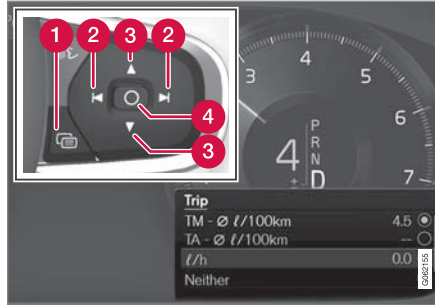 1 2 3 2
4
3
3 4 5 6 7
4
P
R
N
± D
Trip
TM - Ø ℓ/100km 4.5
TA - Ø ℓ/100km --
ℓ/h 0.0
Neither
G062155